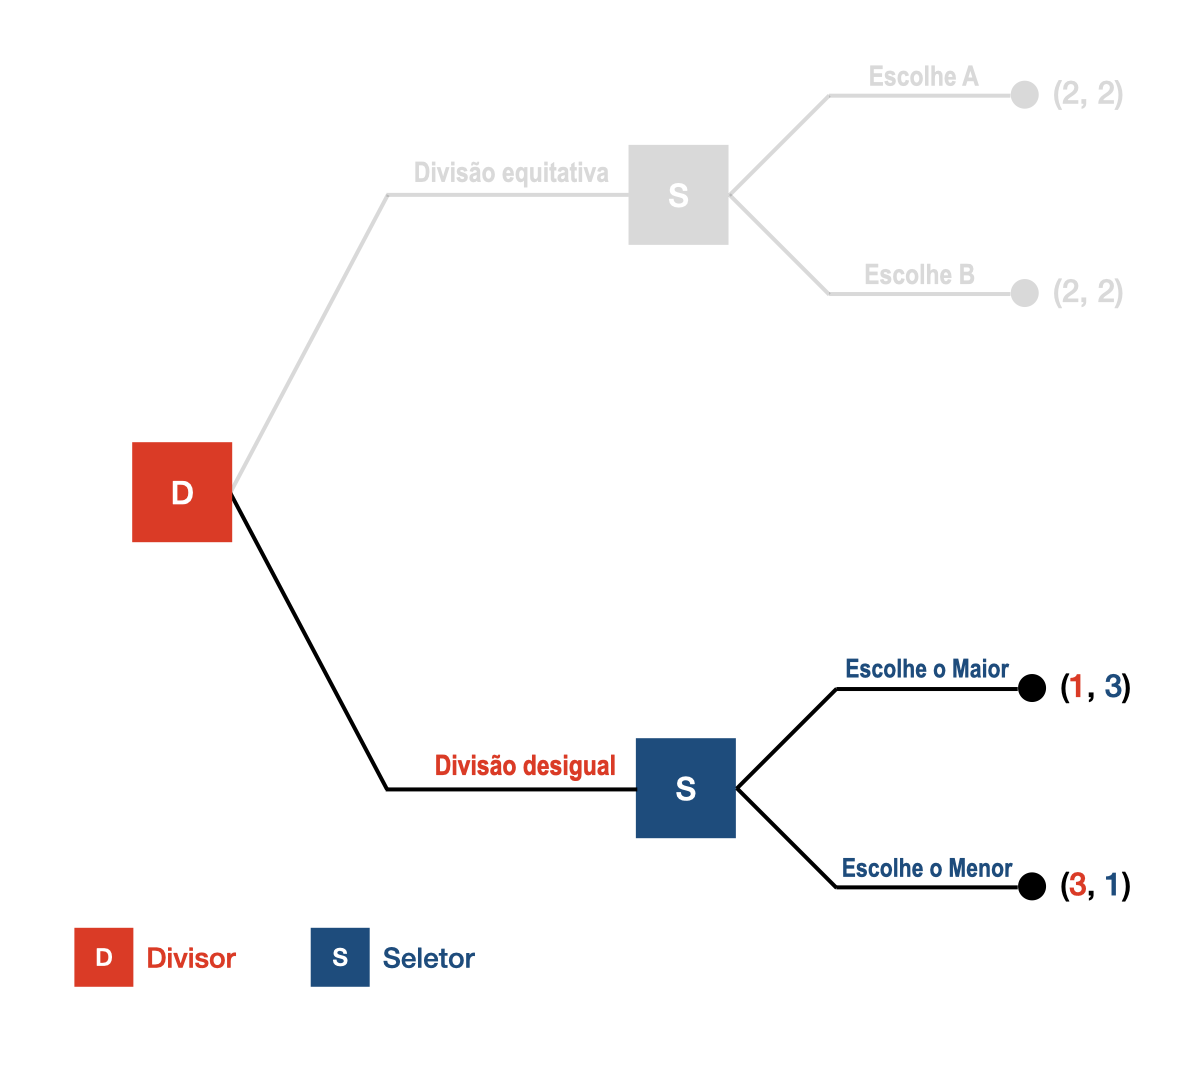 Escolhe A
(2, 2)
Divisão equitativa
S
Escolhe B
(2, 2)
D
Escolhe o Maior
(1, 3)
Divisão desigual
S
Escolhe o Menor
(3, 1)
D Divisor
S Seletor